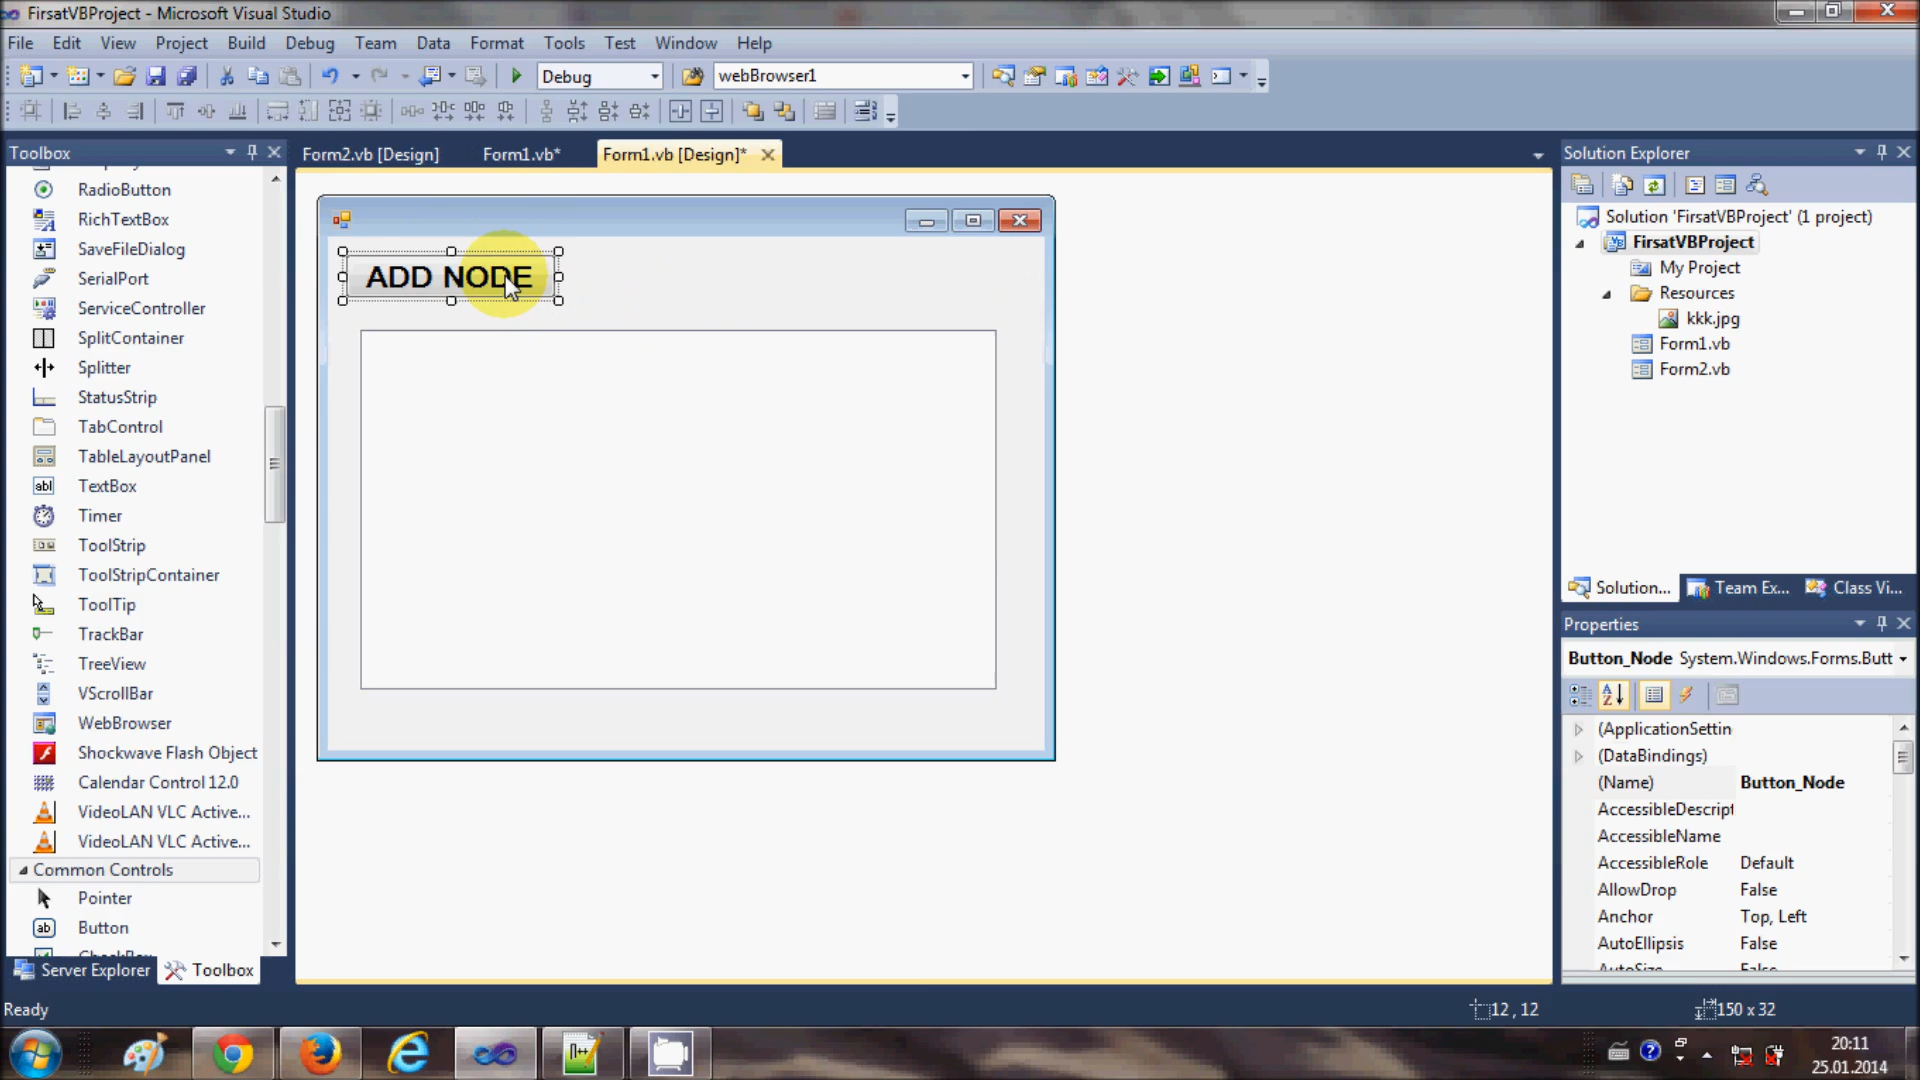 FirsatVBProject - Microsoft Visual Studio
File Edit View Project Build Debug Team Data Format Tools Test Window Help
Debug webBrowser1
Toolbox
RadioButton
RichTextBox
SaveFileDialog
SerialPort
ServiceController
SplitContainer
Splitter
StatusStrip
TabControl
TableLayoutPanel
TextBox
Timer
ToolStrip
ToolStripContainer
ToolTip
TrackBar
TreeView
VScrollBar
WebBrowser
Shockwave Flash Object
Calendar Control 12.0
VideoLAN VLC Active...
VideoLAN VLC Active...
Common Controls
Pointer
Button
Server Explorer Toolbox
Form2.vb [Design] Form1.vb* Form1.vb [Design]*
ADD NODE
Solution Explorer
Solution 'FirsatVBProject' (1 project)
FirsatVBProject
My Project
Resources
kkk.jpg
Form1.vb
Form2.vb
Solution... Team Ex... Class Vi...
Properties
Button_Node System.Windows.Forms.Butt
(ApplicationSettin
(DataBindings)
(Name) Button_Node
AccessibleDescript
AccessibleName
AccessibleRole Default
AllowDrop False
Anchor Top, Left
AutoEllipsis False
Ready 12 , 12 150 x 32
20:11
25.01.2014